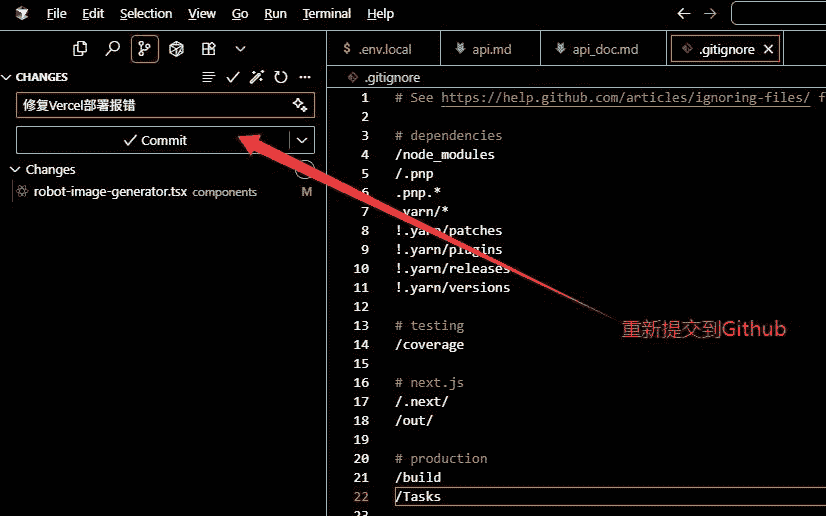 File Edit Selection View Go Run Terminal Help
.env.local api.md api_doc.md .gitignore
CHANGES
.gitignore
修复Vercel部署报错
Commit
Changes
robot-image-generator.tsx components M
1 # See https://help.github.com/articles/ignoring-files/ f
2
3 # dependencies
4 /node_modules
5 /.pnp
6 .pnp.*
7 .yarn/*
8 !.yarn/patches
9 !.yarn/plugins
10 !.yarn/releases
11 !.yarn/versions
12
13 # testing
14 /coverage
15
16 # next.js
17 /.next/
18 /out/
19
20 # production
21 /build
22 /Tasks
23
重新提交到Github